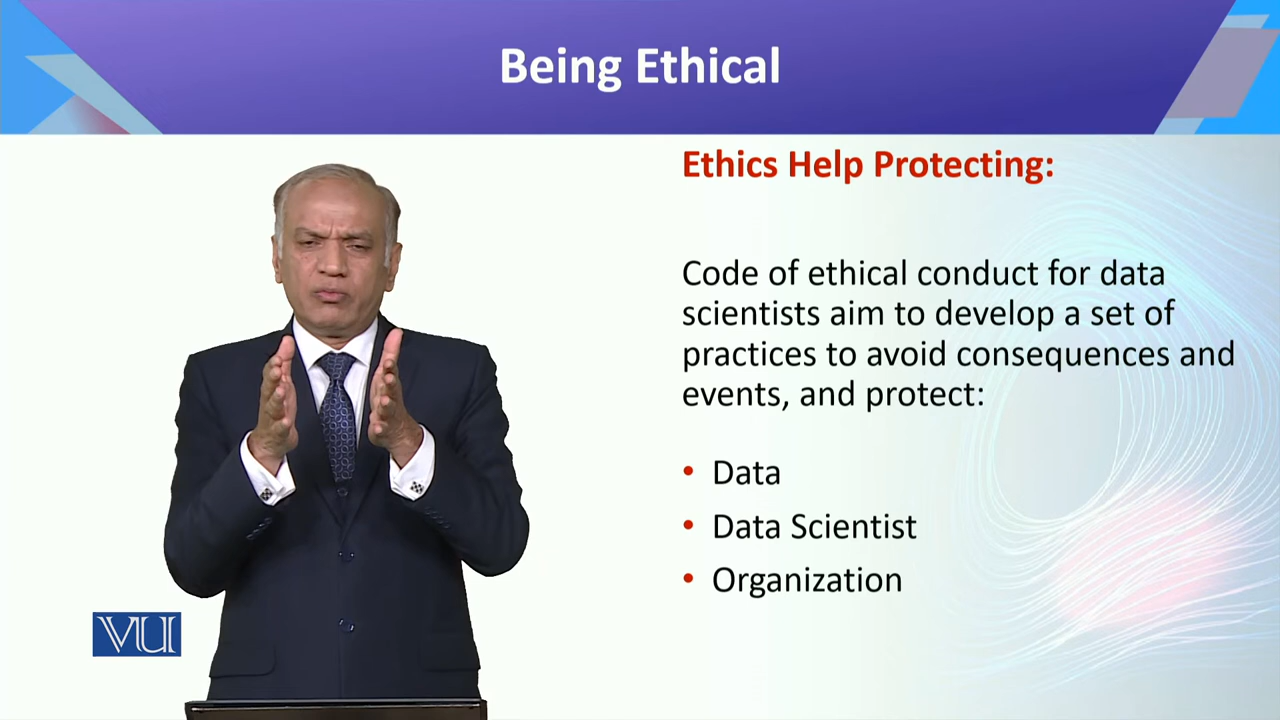 Being Ethical
Ethics Help Protecting:
Code of ethical conduct for data
scientists aim to develop a set of
practices to avoid consequences and
events, and protect:
• Data
• Data Scientist
• Organization
VU